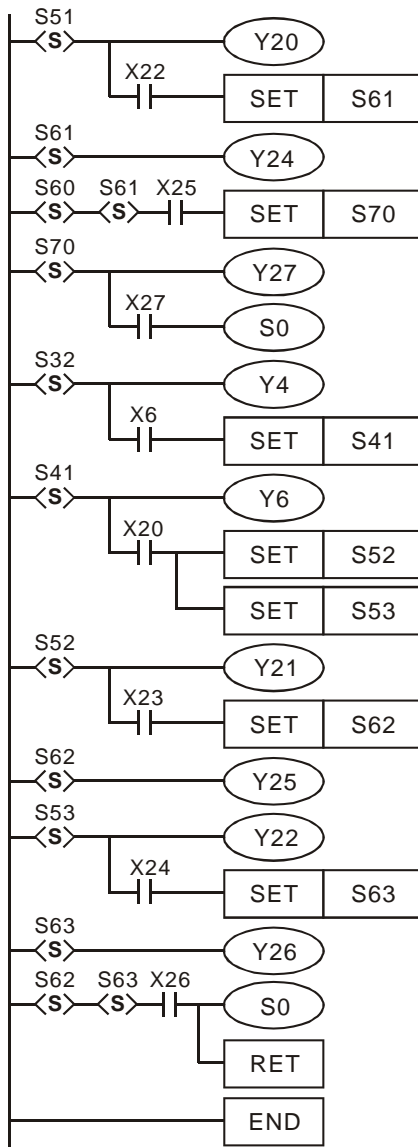 S51
S Y20
X22
SET S61
S61
S Y24
S60 S61 X25
S S SET S70
S70
S Y27
X27
S0
S32
S Y4
X6
SET S41
S41
S Y6
X20
SET S52
SET S53
S52
S Y21
X23
SET S62
S62
S Y25
S53
S Y22
X24
SET S63
S63
S Y26
S62 S63 X26
S S S0
RET
END